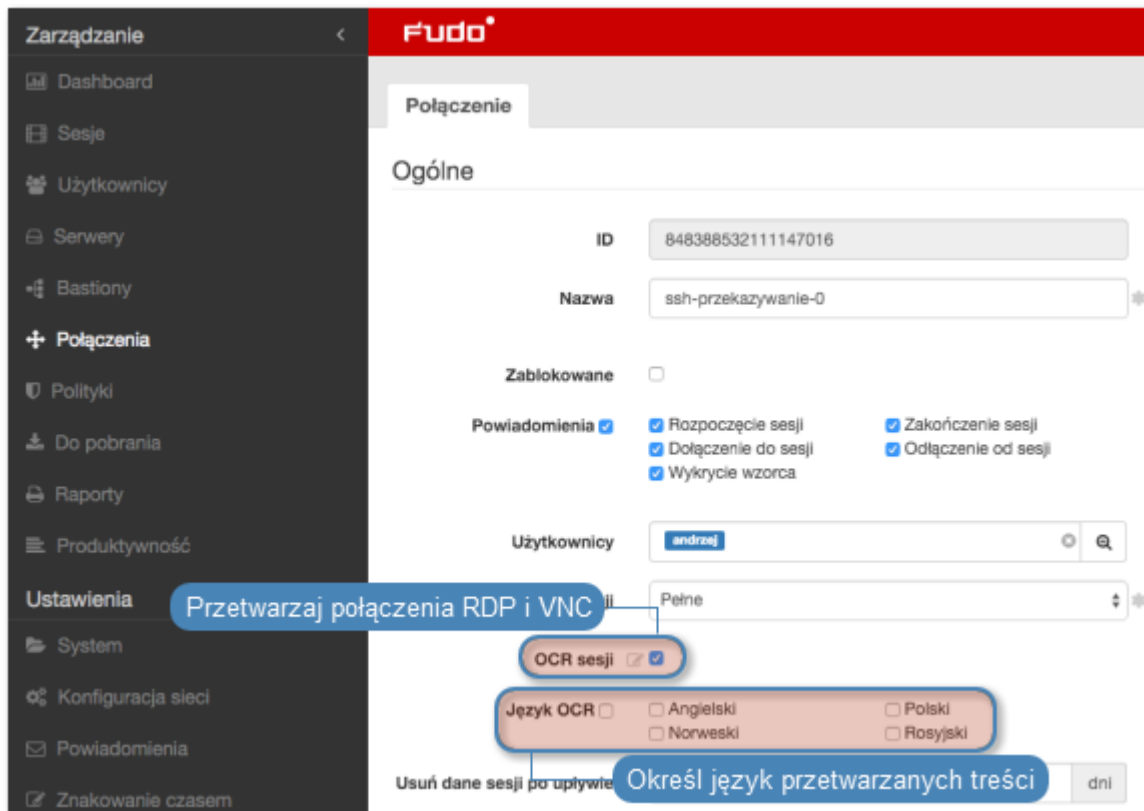 Zarządzanie
Fudo
Dashboard
Połączenie
Sesje
Ogólne
Użytkownicy
Serwery
ID 848388532111147016
Bastiony
Nazwa ssh-przekazywanie-0
Połączenia
Zablokowane
Polityki
Powiadomienia Rozpoczęcie sesji Zakończenie sesji
Do pobrania
Dołączenie do sesji Odłączenie od sesji
Wykrycie wzorca
Raporty
Produktywność
Użytkownicy andrzej
Ustawienia
Przetwarzaj połączenia RDP i VNC
Pełne
System
OCR sesji
Konfiguracja sieci
Język OCR Angielski Polski
Norweski Rosyjski
Powiadomienia
Usuń dane sesji po upływie dni
Określ język przetwarzanych treści
Znakowanie czasem